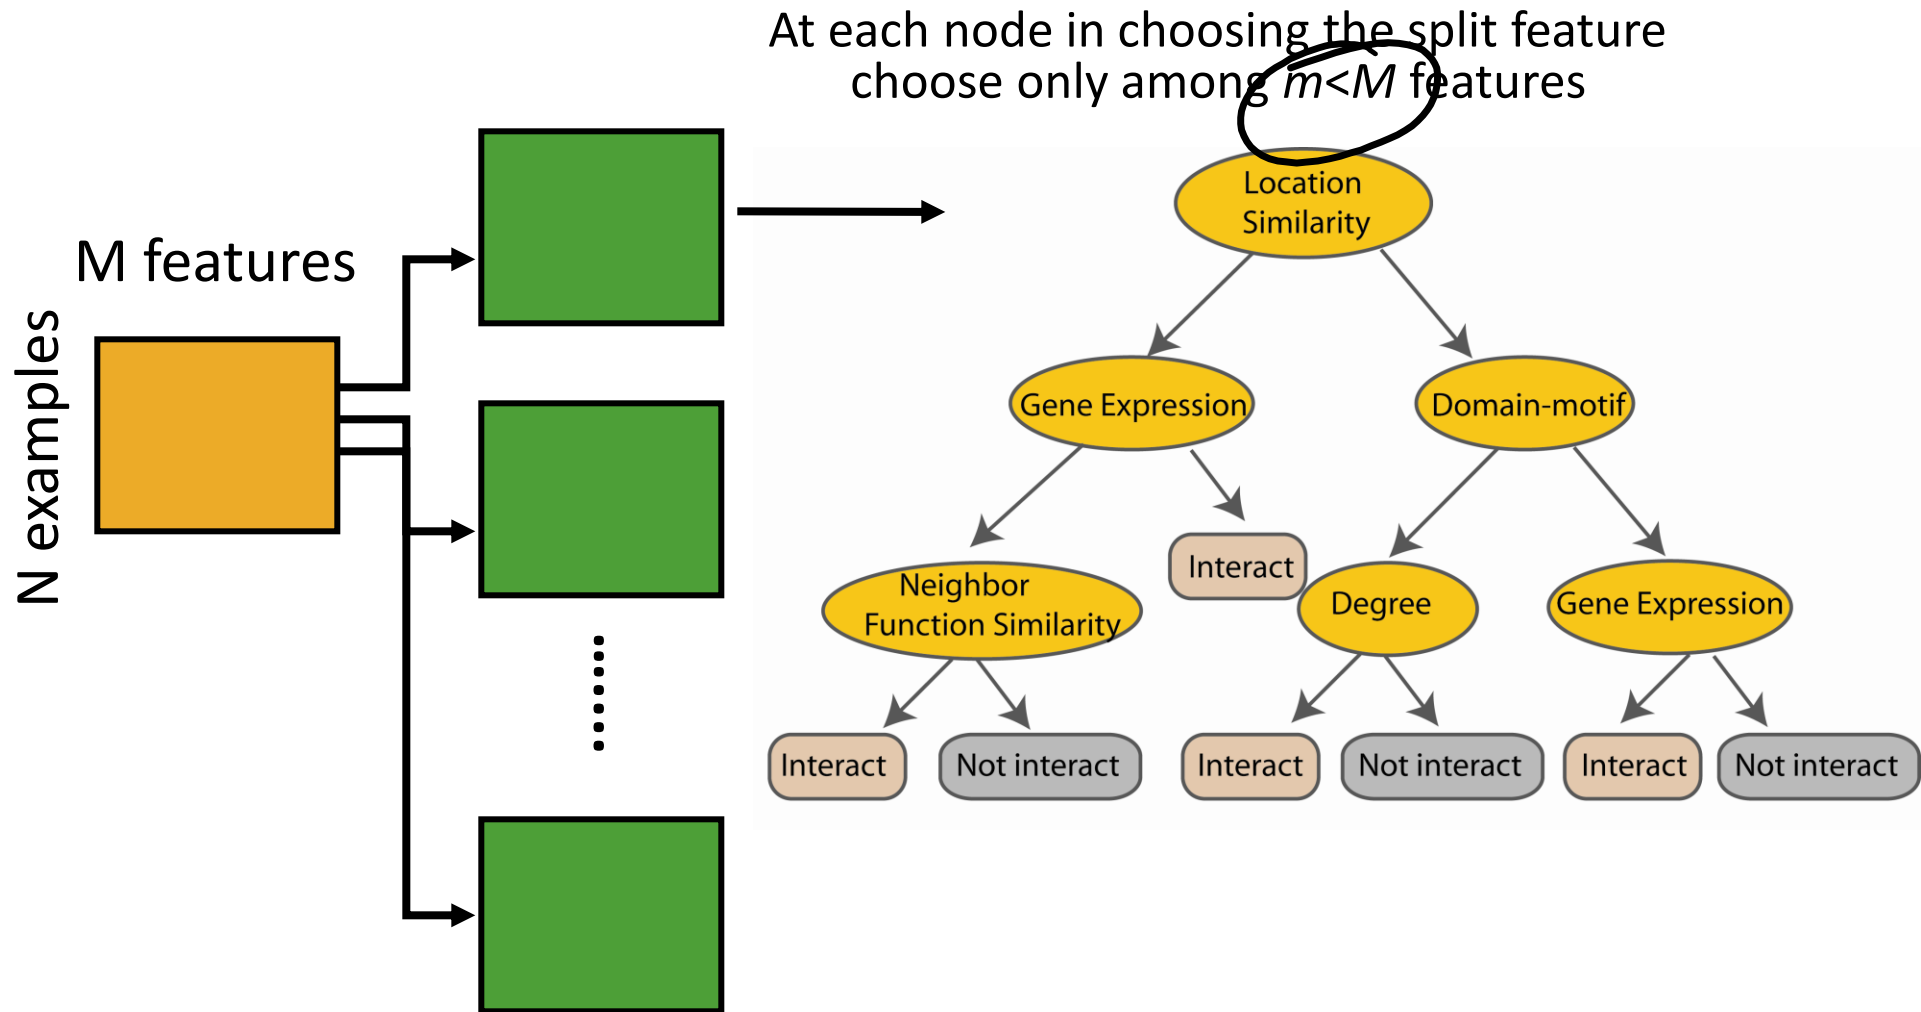 At each node in choosing the split feature
choose only among m<M features
M features
N examples
Location
Similarity
Gene Expression
Domain-motif
Interact
Neighbor
Function Similarity
Degree
Gene Expression
Interact
Not interact
Interact
Not interact
Interact
Not interact